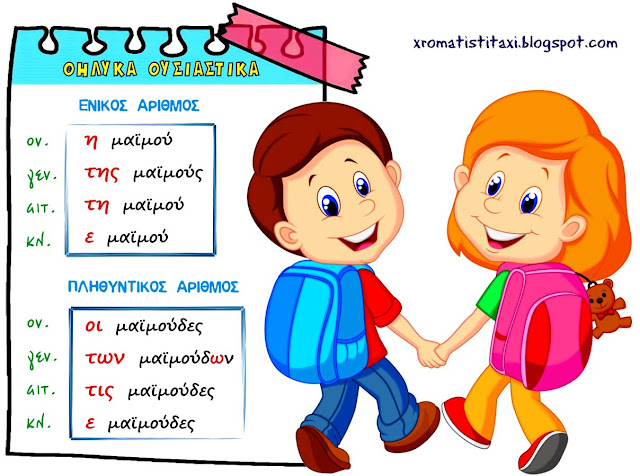 xromatistitaxi.blogspot.com
ΘΗΛΥΚΑ ΟΥΣΙΑΣΤΙΚΑ
ΕΝΙΚΟΣ ΑΡΙΘΜΟΣ
ον. η μαϊμού
γεν. της μαϊμούς
αιτ. τη μαϊμού
κλ. ε μαϊμού
ΠΛΗΘΥΝΤΙΚΟΣ ΑΡΙΘΜΟΣ
ον. οι μαϊμούδες
γεν. των μαϊμούδων
αιτ. τις μαϊμούδες
κλ. ε μαϊμούδες